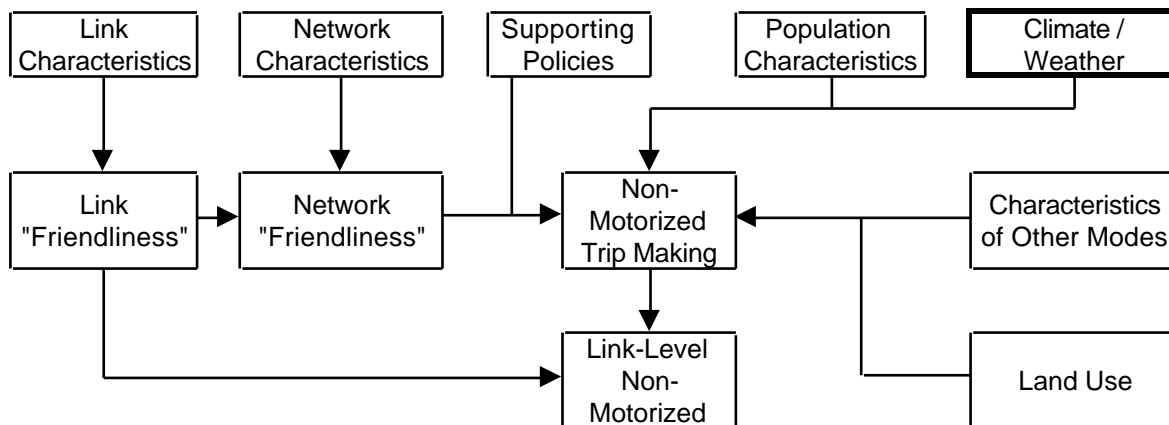 Link
Characteristics
Network
Characteristics
Supporting
Policies
Population
Characteristics
Climate /
Weather
Link
"Friendliness"
Network
"Friendliness"
Non-
Motorized
Trip Making
Characteristics
of Other Modes
Link-Level
Non-
Motorized
Land Use